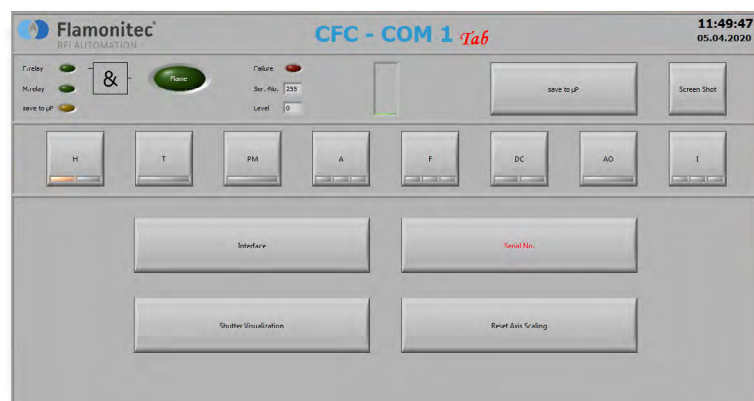 Flamonitec
BFI AUTOMATION
CFC - COM 1 Tab
11:49:47
05.04.2020
F.relay
M.relay
save to µP
&
Flame
Failure
Ser.-No. 255
Level 0
save to µP
Screen Shot
H T PM A F DC AO I
Interface
Serial No.
Shutter Visualization
Reset Axis Scaling